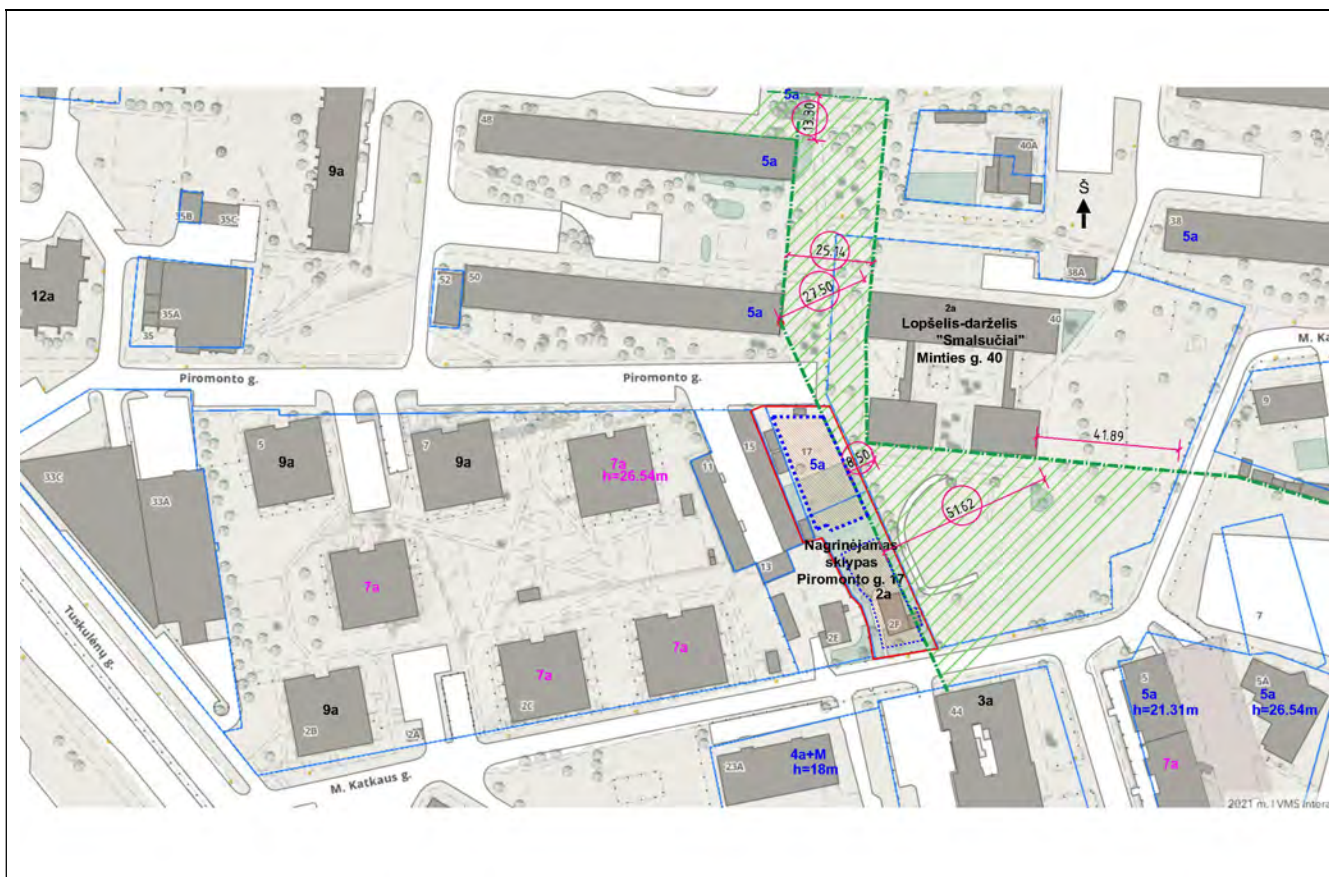 5a
13.30
48
5a
40A
Š
9a
35B
35C
38
5a
25.14
38A
27.50
12a
35A
35
52
50
5a
2a
40
Lopšelis-darželis
"Smalsučiai"
Minties g. 40
M. Ka
Piromonto g.
Piromonto g.
9
5
9a
7
9a
7a
h=26.54m
11
15
17
5a
8.50
41.89
33C
33A
51.62
Nagrinėjamas
sklypas
Piromonto g. 17
2a
13
7a
2E
2F
7
Tuskulėnų g.
7a
7a
2C
9a
2B
2A
44
3a
5
5a
h=21.31m
5A
5a
h=26.54m
M. Katkaus g.
23A
4a+M
h=18m
7a
2021 m. | VMS Intera